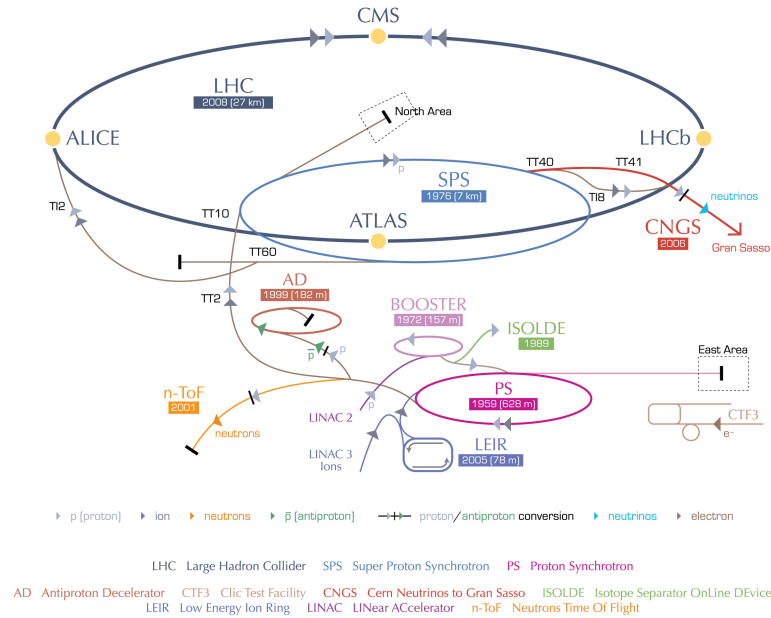 CMS
LHC
2008 (27 km)
North Area
ALICE
LHCb
TT40
TT41
p
SPS
1976 (7 km)
TI2
TI8
neutrinos
TT10
ATLAS
CNGS
2006
Gran Sasso
TT60
AD
1999 (182 m)
TT2
BOOSTER
1972 (157 m)
ISOLDE
1989
p̅
p
East Area
n-ToF
2001
PS
1959 (628 m)
p
LINAC 2
neutrons
CTF3
e-
LEIR
2005 (78 m)
LINAC 3
Ions
p (proton) ion neutrons p̅ (antiproton) proton/antiproton conversion neutrinos electron
LHC Large Hadron Collider SPS Super Proton Synchrotron PS Proton Synchrotron
AD Antiproton Decelerator CTF3 Clic Test Facility CNGS Cern Neutrinos to Gran Sasso ISOLDE Isotope Separator OnLine DEvice
LEIR Low Energy Ion Ring LINAC LINear ACcelerator n-ToF Neutrons Time Of Flight